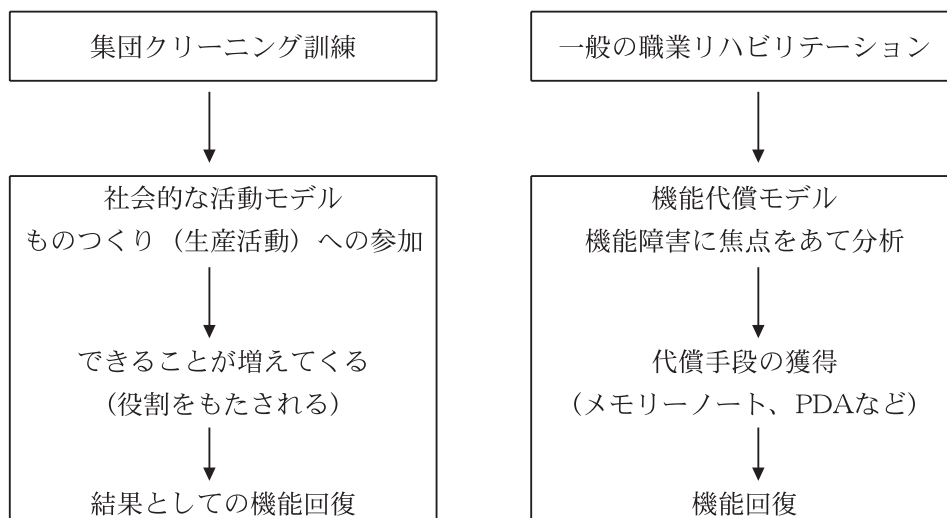 集団クリーニング訓練
社会的な活動モデル
ものつくり（生産活動）への参加
できることが増えてくる
（役割をもたされる）
結果としての機能回復
一般の職業リハビリテーション
機能代償モデル
機能障害に焦点をあて分析
代償手段の獲得
（メモリーノート、PDAなど）
機能回復